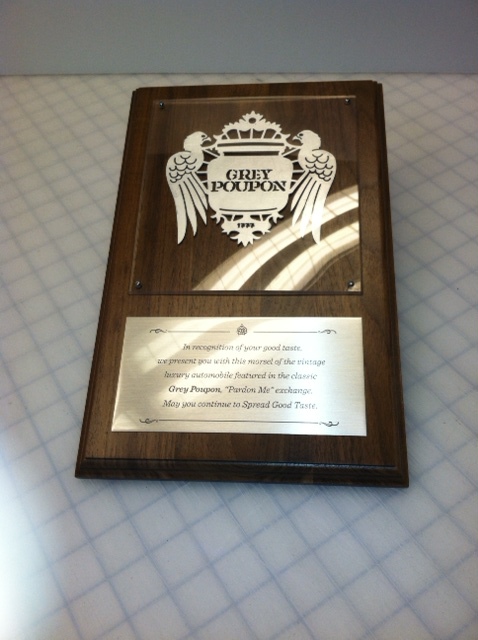 GREY
POUPON
1777
In recognition of your good taste,
we present you with this morsel of the vintage
luxury automobile featured in the classic
Grey Poupon, "Pardon Me" exchange.
May you continue to Spread Good Taste.